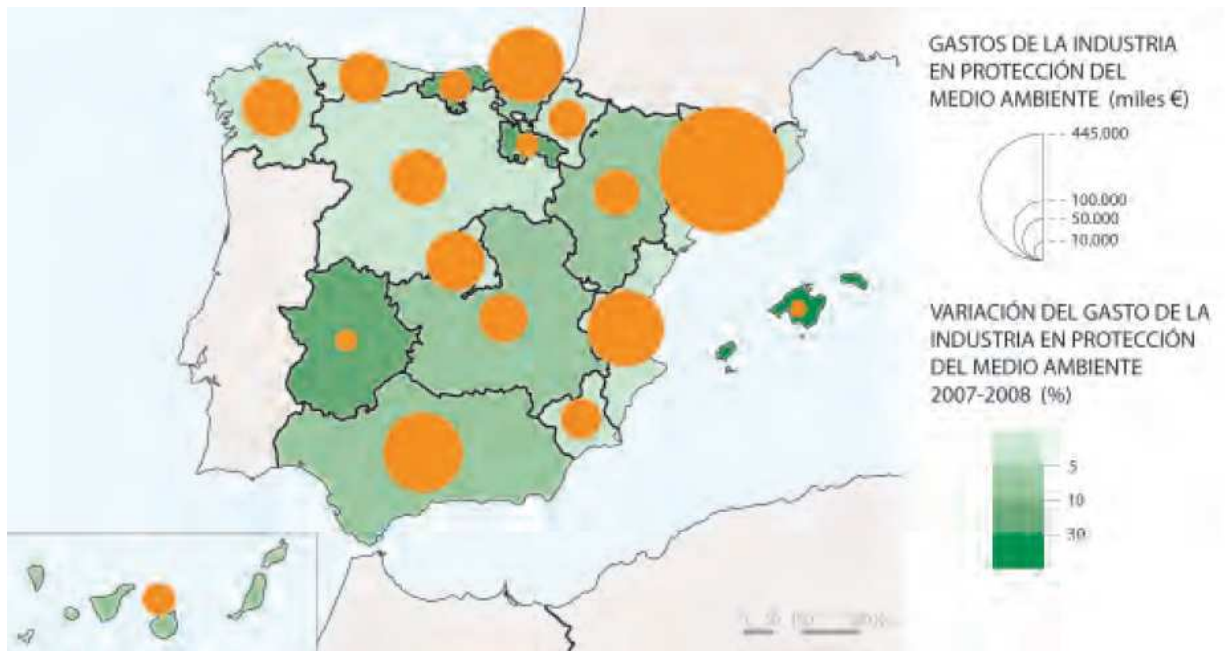 GASTOS DE LA INDUSTRIA
EN PROTECCIÓN DEL
MEDIO AMBIENTE (miles €)
445.000
100.000
50.000
10.000
VARIACIÓN DEL GASTO DE LA
INDUSTRIA EN PROTECCIÓN
DEL MEDIO AMBIENTE
2007-2008 (%)
5
10
30